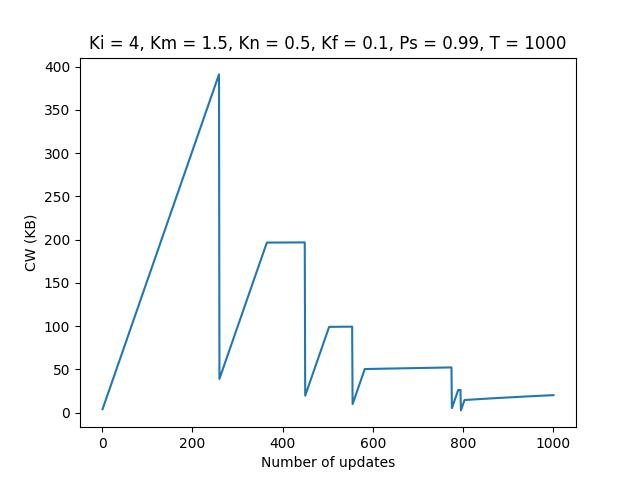 Ki = 4, Km = 1.5, Kn = 0.5, Kf = 0.1, Ps = 0.99, T = 1000
400
350
300
250
200
150
100
50
0
CW (KB)
0 200 400 600 800 1000
Number of updates